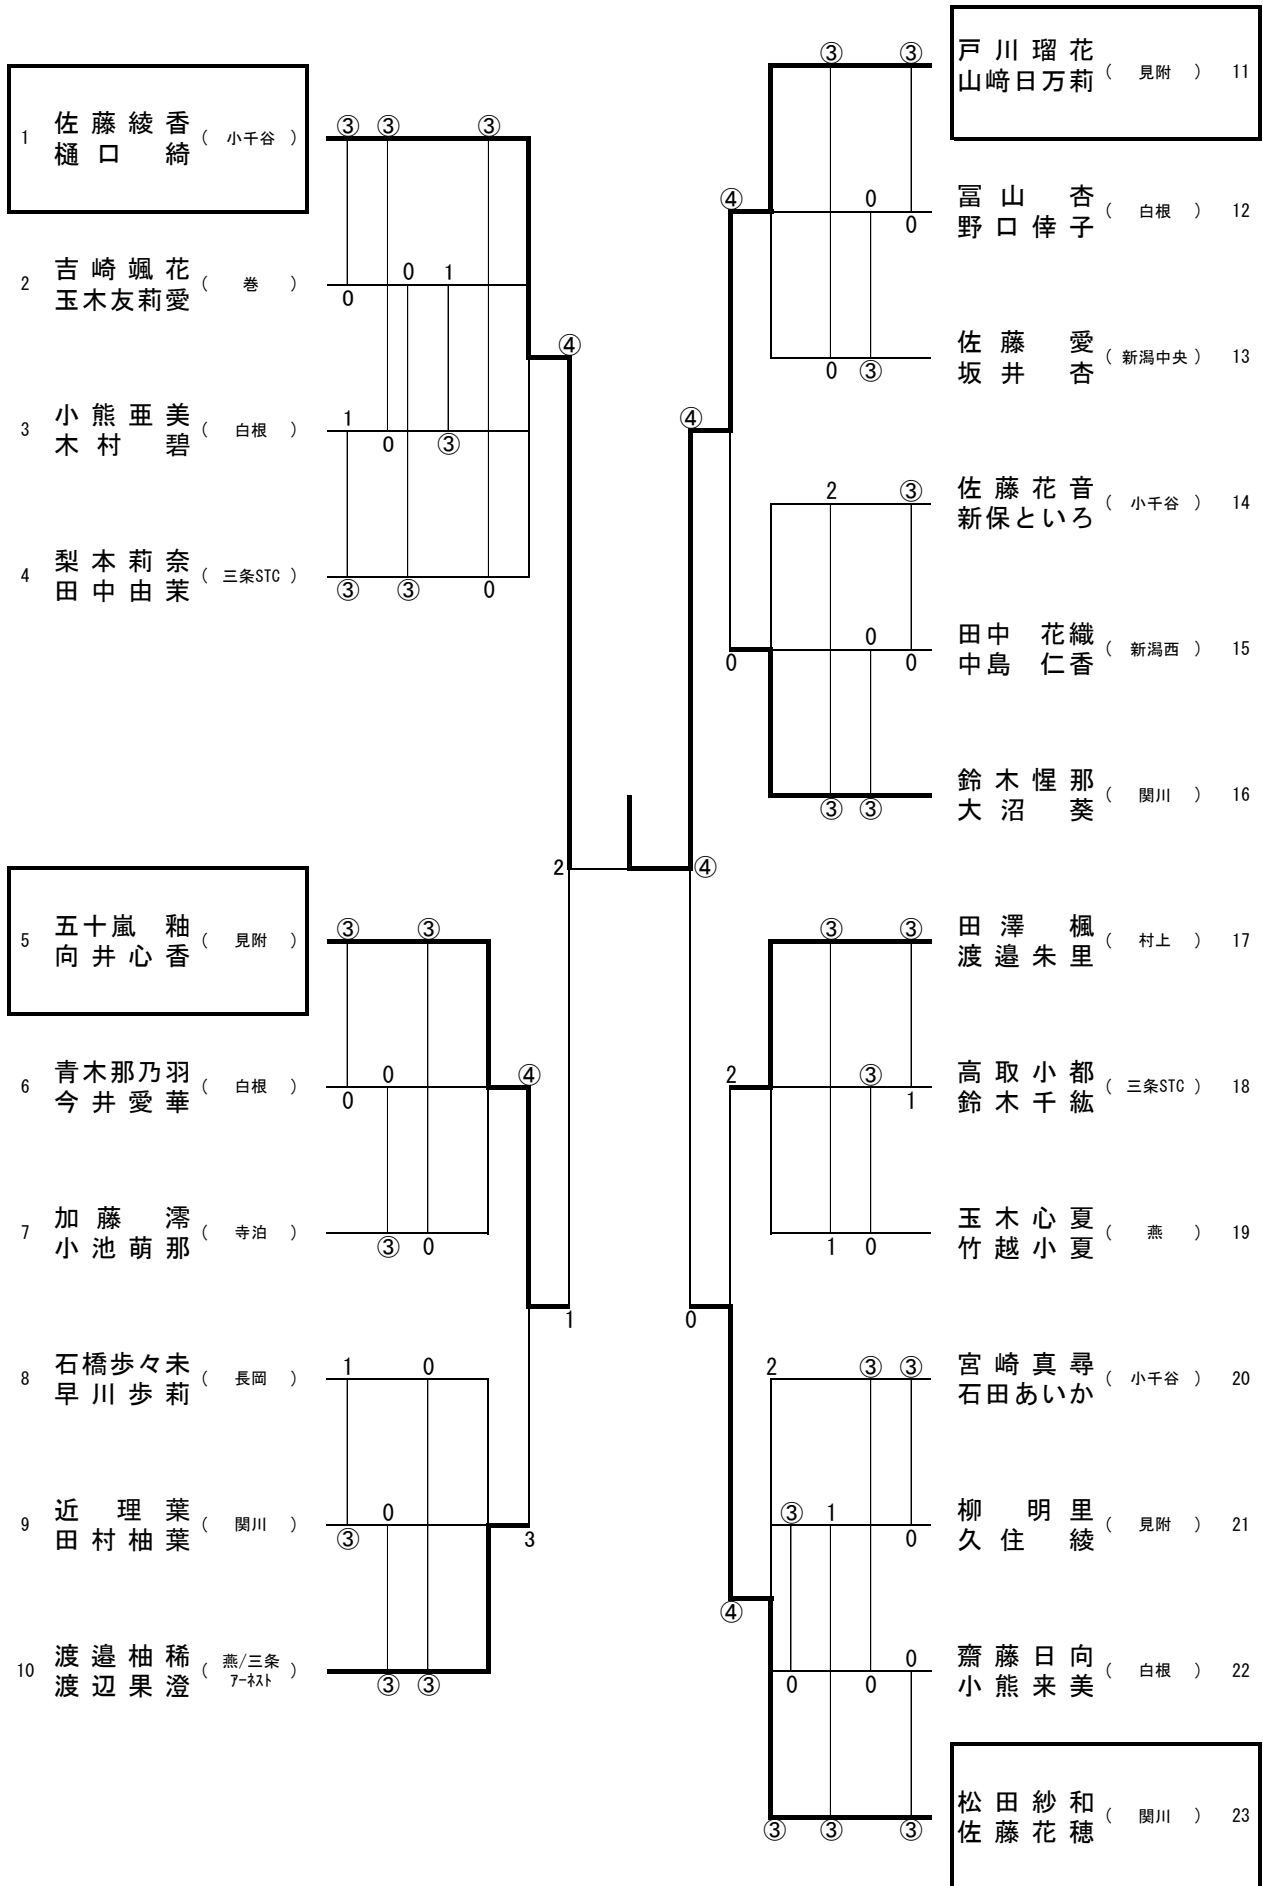 1 佐藤綾香 ( 小千谷 )
樋口 綺
③ ③ ③
2 吉崎颯花 ( 巻 )
玉木友莉愛
0 0 1
3 小熊亜美 ( 白根 )
木村 碧
1 0 ③
4 梨本莉奈 ( 三条STC )
田中由茉
③ ③ 0
④
5 五十嵐 釉 ( 見附 )
向井心香
③ ③
6 青木那乃羽 ( 白根 )
今井愛華
0 0 ④
7 加藤 澪 ( 寺泊 )
小池萌那
③ 0
8 石橋歩々未 ( 長岡 )
早川歩莉
1 0
9 近 理葉 ( 関川 )
田村柚葉
③ 0 3
10 渡邉柚稀 ( 燕/三条 )
渡辺果澄 ｱｰﾈｽﾄ
③ ③
1
2 ④
③ ③
戸川瑠花 ( 見附 ) 11
山﨑日万莉
④ 0 0
冨山 杏 ( 白根 ) 12
野口倖子
0 ③
佐藤 愛 ( 新潟中央 ) 13
坂井 杏
④
2 ③
佐藤花音 ( 小千谷 ) 14
新保といろ
0 0 0
田中 花織 ( 新潟西 ) 15
中島 仁香
③ ③
鈴木惺那 ( 関川 ) 16
大沼 葵
③ ③
田澤 楓 ( 村上 ) 17
渡邉朱里
2 ③ 1
高取小都 ( 三条STC ) 18
鈴木千紘
1 0
玉木心夏 ( 燕 ) 19
竹越小夏
0
2 ③ ③
宮崎真尋 ( 小千谷 ) 20
石田あいか
③ 1 0
柳 明里 ( 見附 ) 21
久住 綾
④ 0 0 0
齋藤日向 ( 白根 ) 22
小熊来美
③ ③ ③
松田紗和 ( 関川 ) 23
佐藤花穂